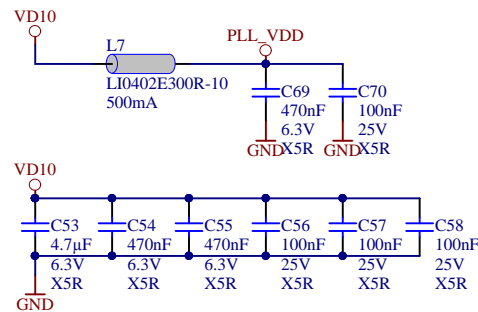 VD10
L7
LI0402E300R-10
500mA
PLL_VDD
C69
470nF
6.3V
X5R
GND
C70
100nF
25V
X5R
GND
VD10
C53
4.7µF
6.3V
X5R
C54
470nF
6.3V
X5R
C55
470nF
6.3V
X5R
C56
100nF
25V
X5R
C57
100nF
25V
X5R
C58
100nF
25V
X5R
GND